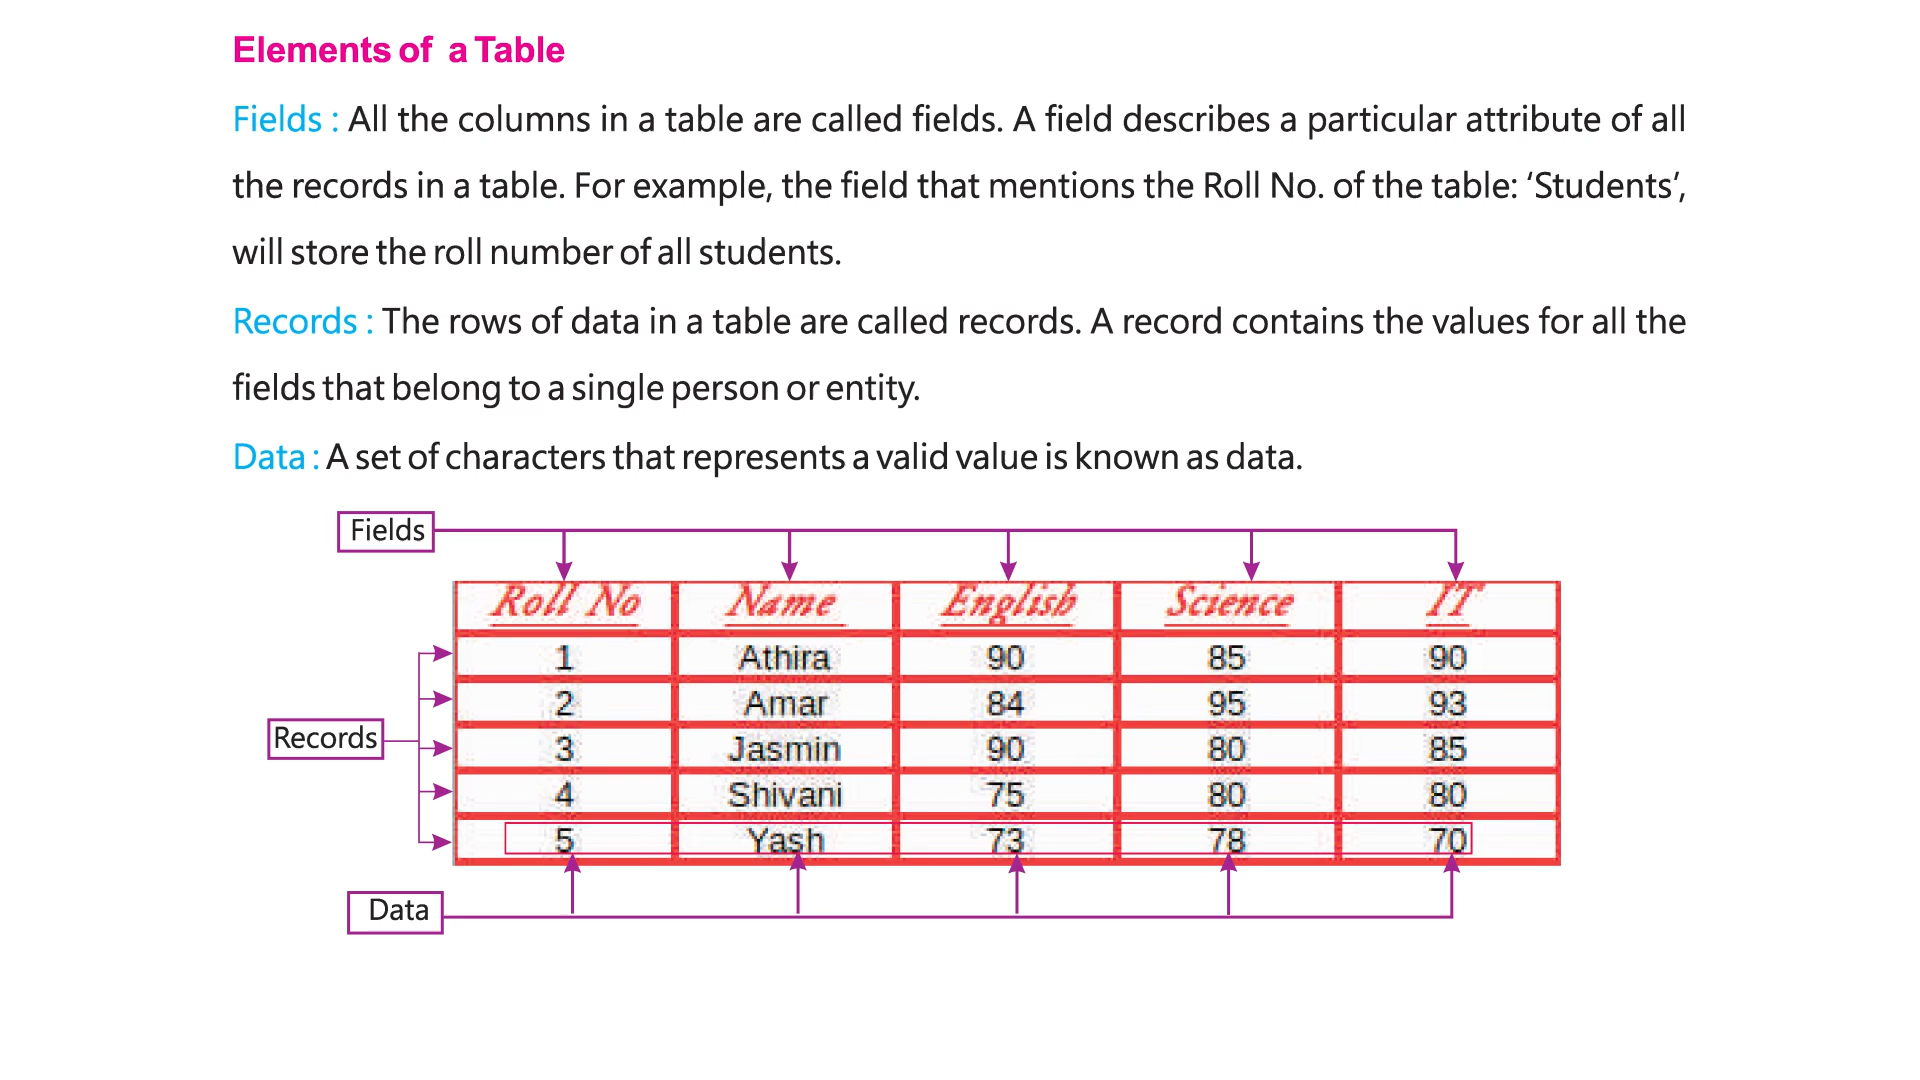 Elements of a Table
Fields : All the columns in a table are called fields. A field describes a particular attribute of all
the records in a table. For example, the field that mentions the Roll No. of the table: ‘Students’,
will store the roll number of all students.
Records : The rows of data in a table are called records. A record contains the values for all the
fields that belong to a single person or entity.
Data : A set of characters that represents a valid value is known as data.
Fields
Roll No Name English Science IT
1 Athira 90 85 90
2 Amar 84 95 93
Records
3 Jasmin 90 80 85
4 Shivani 75 80 80
5 Yash 73 78 70
Data